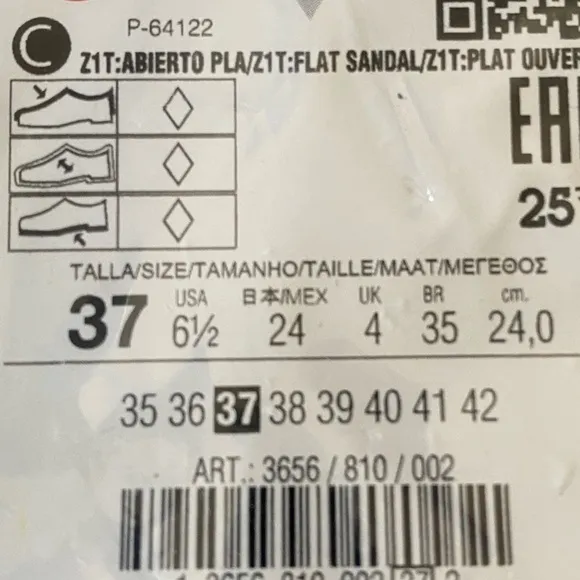 P-64122
C
Z1T:ABIERTO PLA/Z1T:FLAT SANDAL/Z1T:PLAT OUVER
EAC
25
TALLA/SIZE/TAMANHO/TAILLE/MAAT/ΜΕΓΕΘΟΣ
USA 日本/MEX UK BR cm.
37 6½ 24 4 35 24,0
35 36 37 38 39 40 41 42
ART.: 3656 / 810 / 002